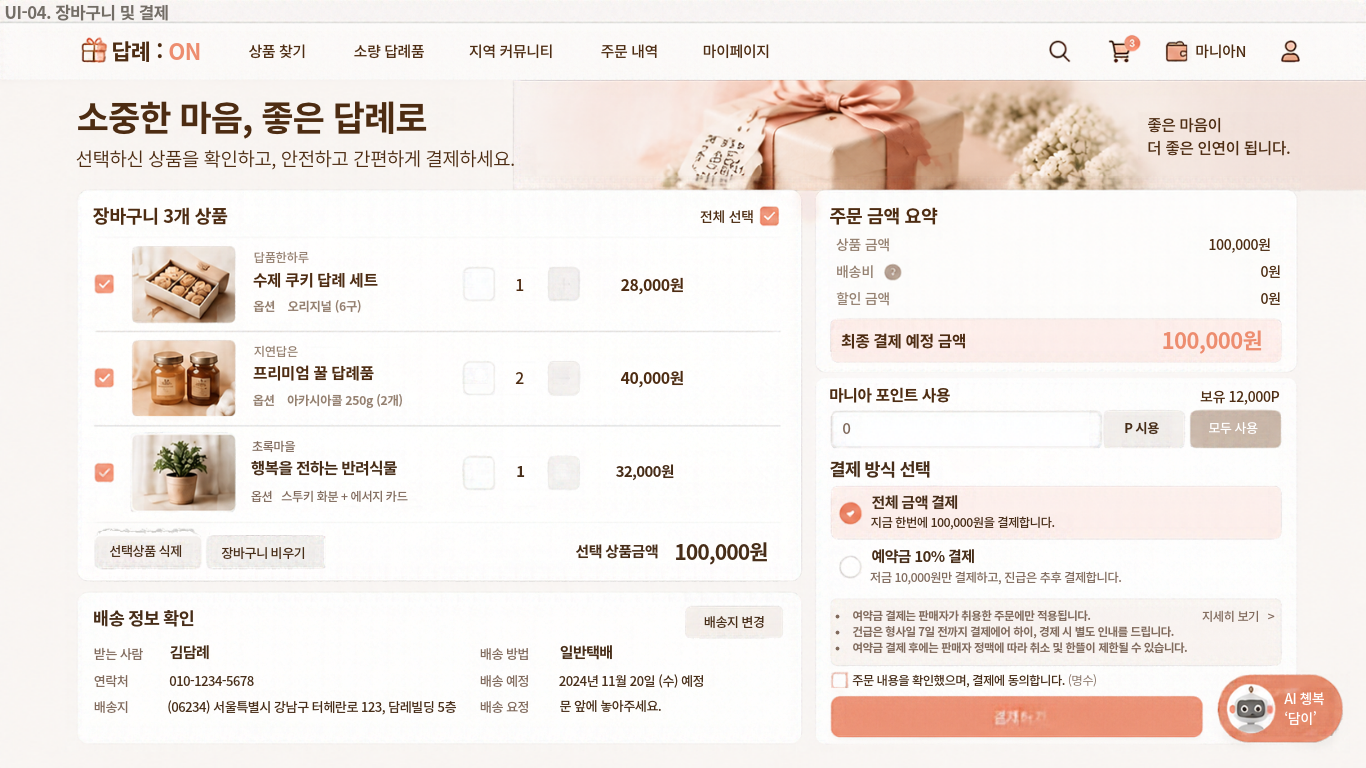 UI-04. 장바구니 및 결제
답례 : ON
상품 찾기
소량 답례품
지역 커뮤니티
주문 내역
마이페이지
3
마니아N
소중한 마음, 좋은 답례로
선택하신 상품을 확인하고, 안전하고 간편하게 결제하세요.
좋은 마음이
더 좋은 인연이 됩니다.
장바구니 3개 상품
전체 선택
답품한하루
수제 쿠키 답례 세트
옵션 오리지널 (6구)
1
28,000원
지연답은
프리미엄 꿀 답례품
옵션 아카시아콜 250g (2개)
2
40,000원
초록마을
행복을 전하는 반려식물
옵션 스투키 화분 + 에서지 카드
1
32,000원
선택상품 식제
장바구니 비우기
선택 상품금액 100,000원
배송 정보 확인
배송지 변경
받는 사람 김담례
연락처 010-1234-5678
배송지 (06234) 서울특별시 강남구 터헤란로 123, 담레빌딩 5층
배송 방법 일반택배
배송 예정 2024년 11월 20일 (수) 예정
배송 요정 문 앞에 놓아주세요.
주문 금액 요약
상품 금액 100,000원
배송비 ? 0원
할인 금액 0원
최종 결제 예정 금액 100,000원
마니아 포인트 사용
보유 12,000P
0
P 시용
모두 사용
결제 방식 선택
전체 금액 결제
지금 한번에 100,000원을 결제합니다.
예약금 10% 결제
저금 10,000원만 결제하고, 진금은 추후 결제합니다.
• 여약금 결제는 판매자가 취용한 주문에만 적용됩니다.
지세히 보기 >
• 건급은 형사일 7일 전까지 결제에어 하이, 경제 시 별도 인내를 드립니다.
• 여약금 결제 후에는 판매자 정맥에 따라 취소 및 한뜰이 제한될 수 있습니다.
주문 내용을 확인했으며, 결제에 동의합니다. (명수)
AI 쳉복
‘담이’